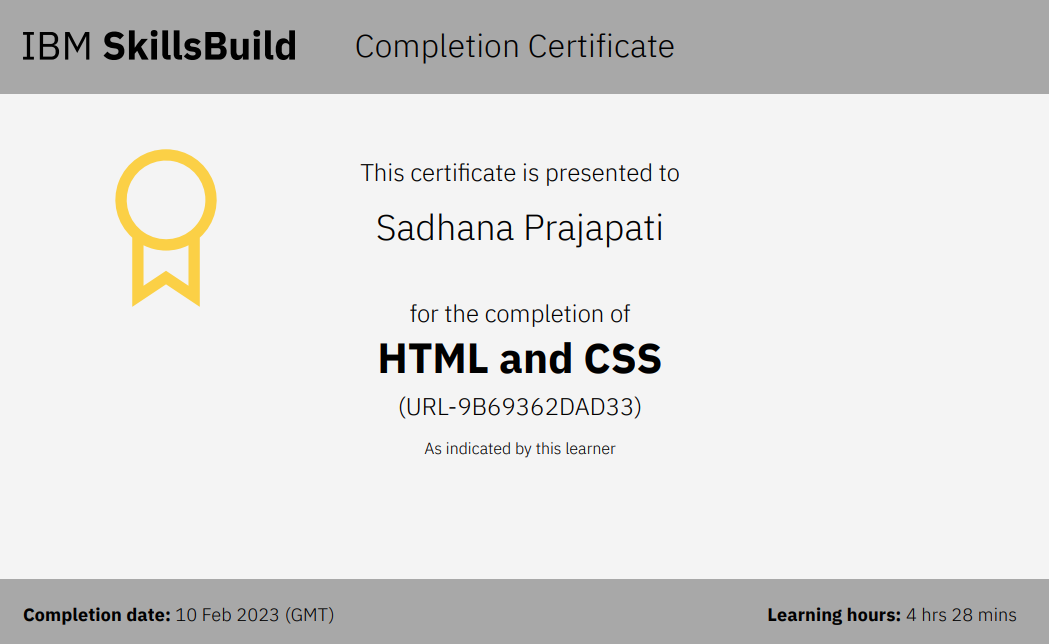 IBM SkillsBuild Completion Certificate
This certificate is presented to
Sadhana Prajapati
for the completion of
HTML and CSS
(URL-9B69362DAD33)
As indicated by this learner
Completion date: 10 Feb 2023 (GMT) Learning hours: 4 hrs 28 mins